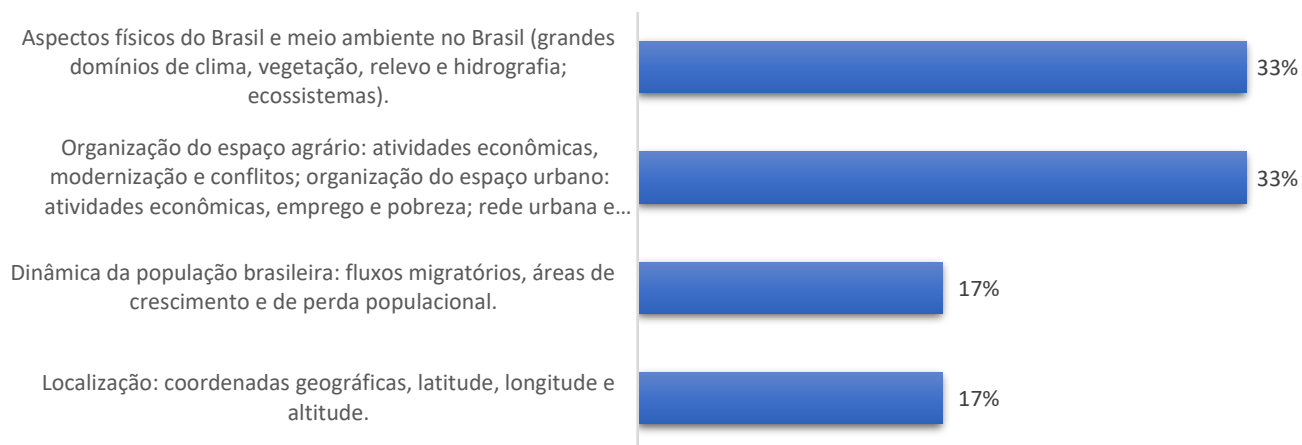 Aspectos físicos do Brasil e meio ambiente no Brasil (grandes
domínios de clima, vegetação, relevo e hidrografia;
ecossistemas).
33%
Organização do espaço agrário: atividades econômicas,
modernização e conflitos; organização do espaço urbano:
atividades econômicas, emprego e pobreza; rede urbana e...
33%
Dinâmica da população brasileira: fluxos migratórios, áreas de
crescimento e de perda populacional.
17%
Localização: coordenadas geográficas, latitude, longitude e
altitude.
17%